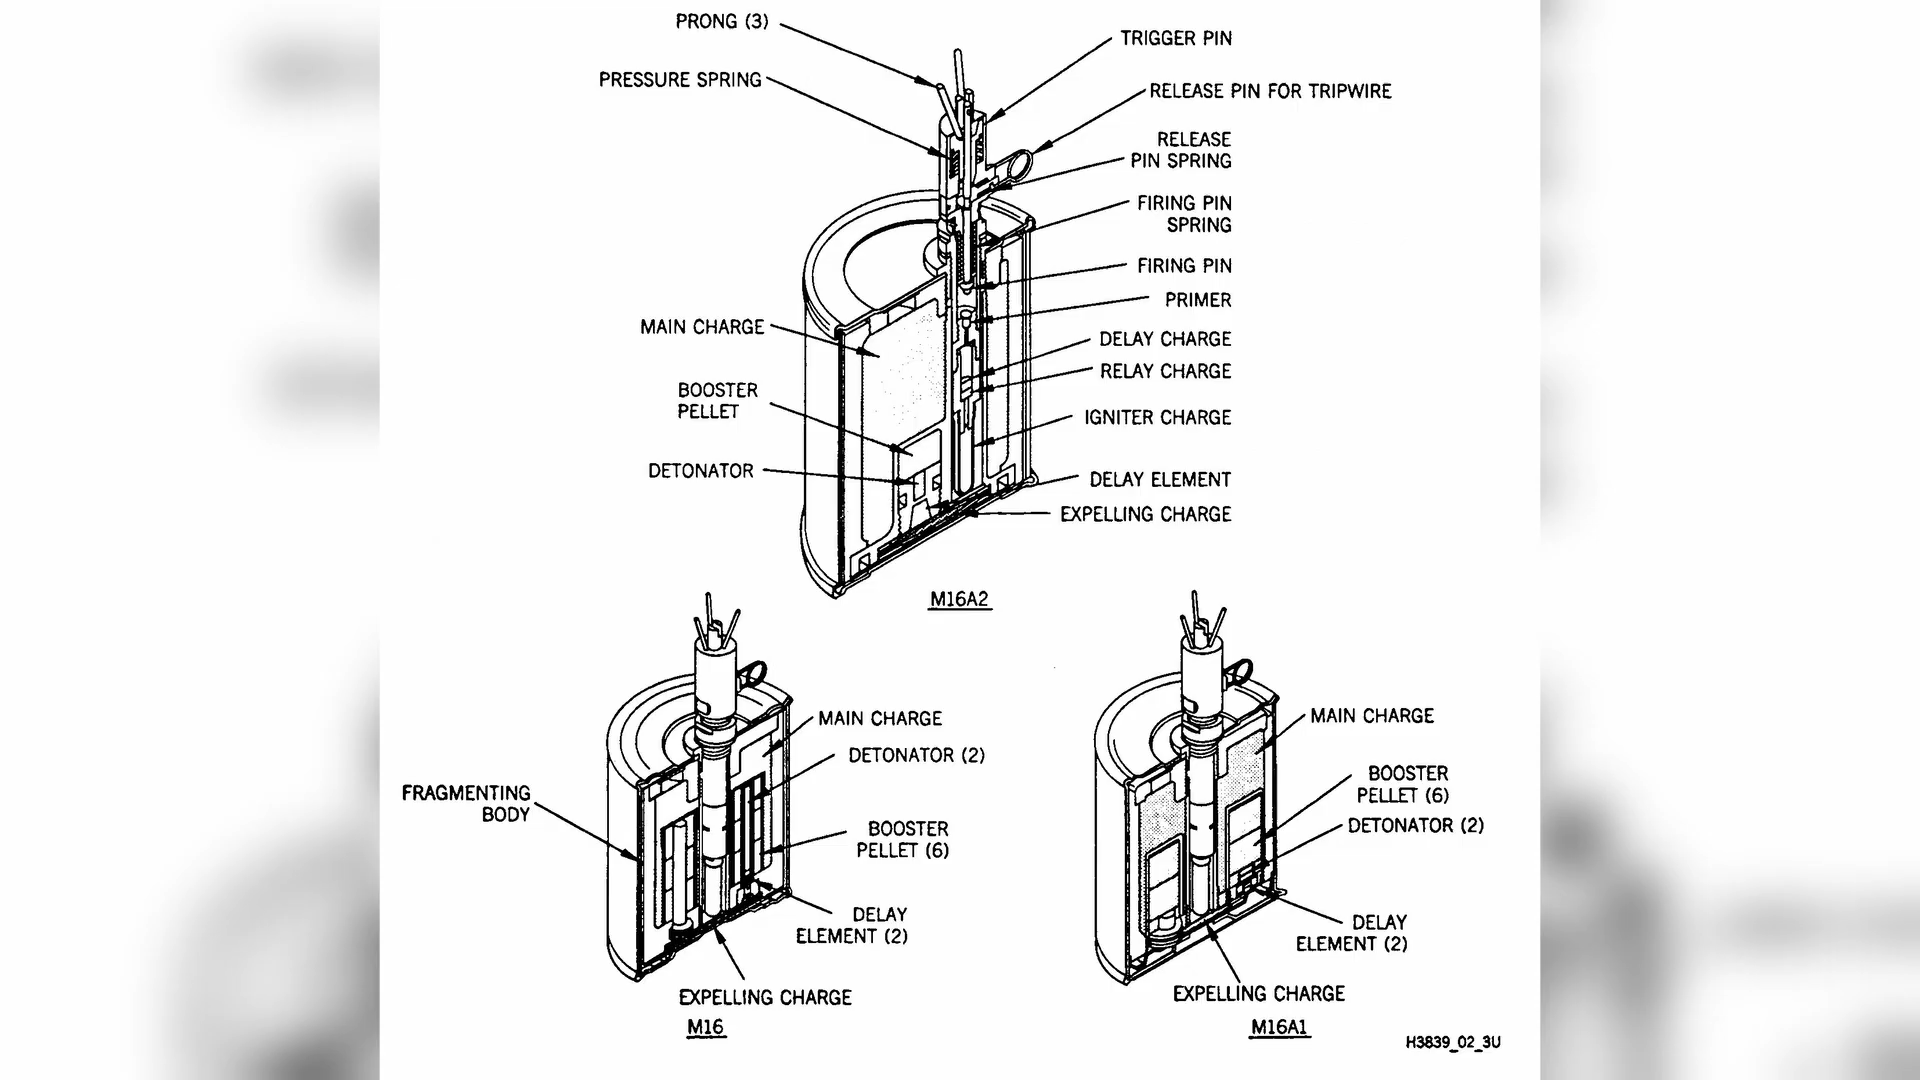 PRONG (3)
PRESSURE SPRING
TRIGGER PIN
RELEASE PIN FOR TRIPWIRE
RELEASE
PIN SPRING
FIRING PIN
SPRING
FIRING PIN
PRIMER
DELAY CHARGE
RELAY CHARGE
IGNITER CHARGE
DELAY ELEMENT
EXPELLING CHARGE
MAIN CHARGE
BOOSTER
PELLET
DETONATOR
M16A2
MAIN CHARGE
DETONATOR (2)
FRAGMENTING
BODY
BOOSTER
PELLET (6)
DELAY
ELEMENT (2)
EXPELLING CHARGE
M16
MAIN CHARGE
BOOSTER
PELLET (6)
DETONATOR (2)
DELAY
ELEMENT (2)
EXPELLING CHARGE
M16A1
H3839_02_3U